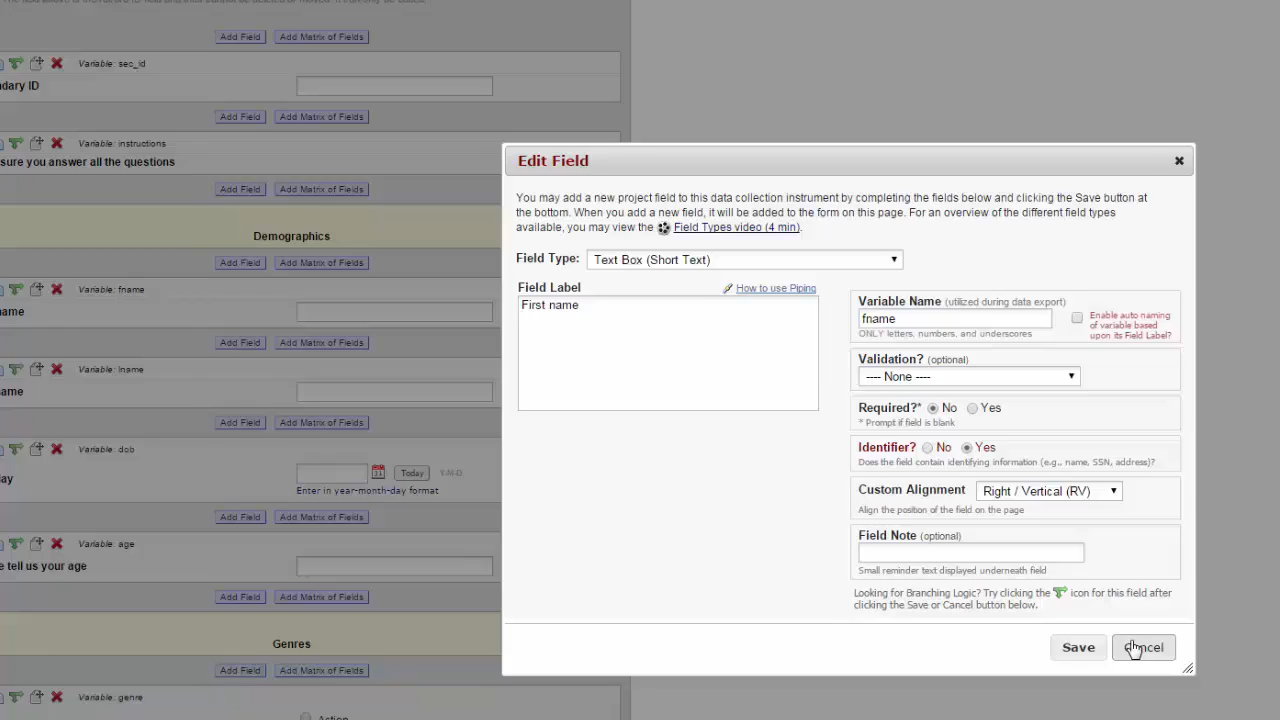 Add Field Add Matrix of Fields
Variable: sec_id
dary ID
Add Field Add Matrix of Fields
Variable: instructions
sure you answer all the questions
Add Field Add Matrix of Fields
Demographics
Add Field Add Matrix of Fields
Variable: fname
ame
Add Field Add Matrix of Fields
Variable: lname
ame
Add Field Add Matrix of Fields
Variable: dob
ay
31 Today Y-M-D
Enter in year-month-day format
Add Field Add Matrix of Fields
Variable: age
e tell us your age
Add Field Add Matrix of Fields
Genres
Add Field Add Matrix of Fields
Variable: genre
Action
Edit Field
You may add a new project field to this data collection instrument by completing the fields below and clicking the Save button at
the bottom. When you add a new field, it will be added to the form on this page. For an overview of the different field types
available, you may view the Field Types video (4 min).
Field Type: Text Box (Short Text)
Field Label How to use Piping
First name
Variable Name (utilized during data export)
fname
ONLY letters, numbers, and underscores
Enable auto naming
of variable based
upon its Field Label?
Validation? (optional)
---- None ----
Required?* No Yes
* Prompt if field is blank
Identifier? No Yes
Does the field contain identifying information (e.g., name, SSN, address)?
Custom Alignment Right / Vertical (RV)
Align the position of the field on the page
Field Note (optional)
Small reminder text displayed underneath field
Looking for Branching Logic? Try clicking the icon for this field after
clicking the Save or Cancel button below.
Save Cancel